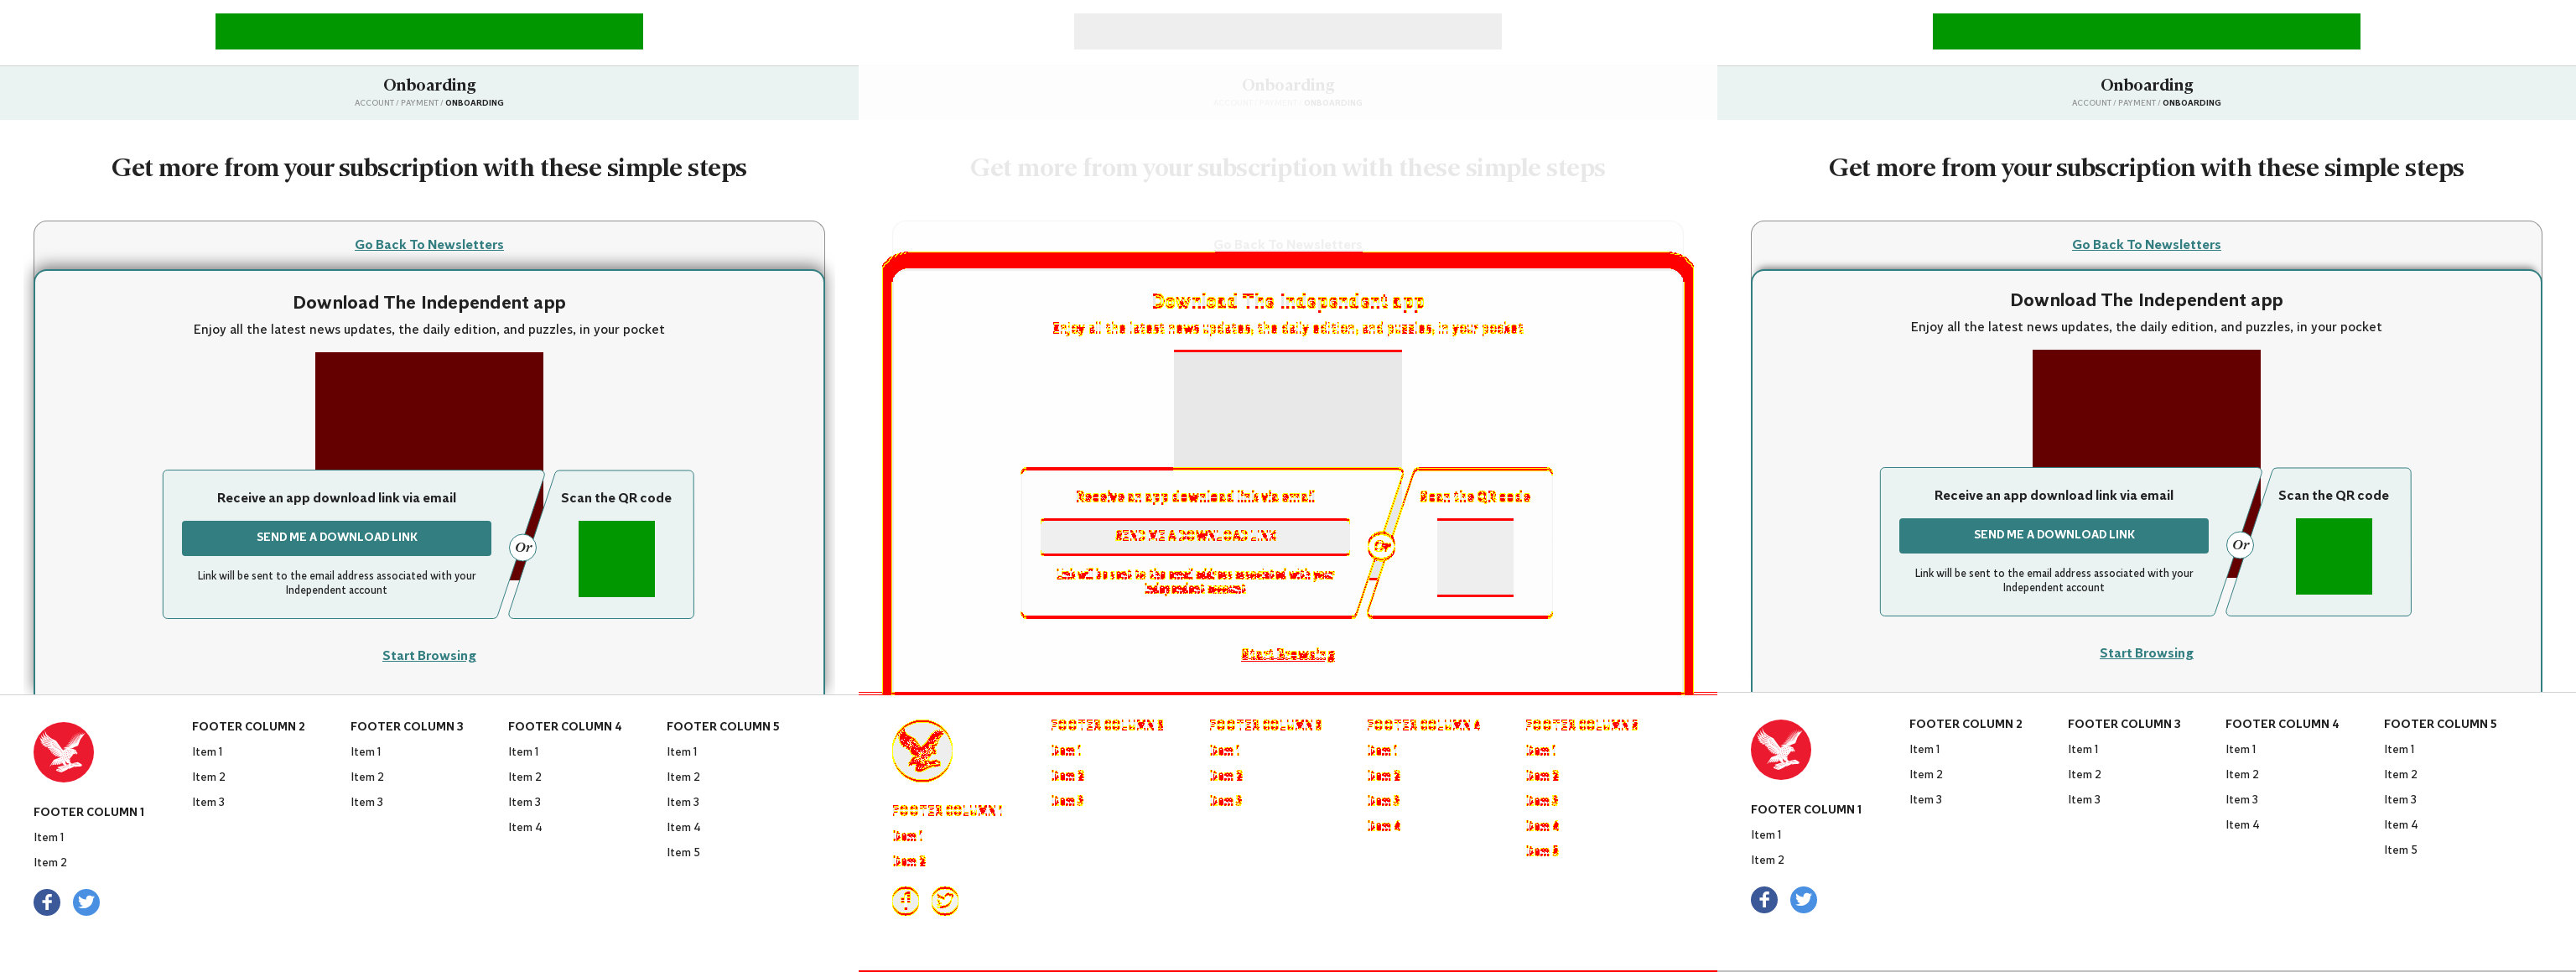 Onboarding
ACCOUNT / PAYMENT / ONBOARDING
Get more from your subscription with these simple steps
Go Back To Newsletters
Download The Independent app
Enjoy all the latest news updates, the daily edition, and puzzles, in your pocket
Receive an app download link via email
SEND ME A DOWNLOAD LINK
Link will be sent to the email address associated with your
Independent account
Or
Scan the QR code
Start Browsing
FOOTER COLUMN 1
Item 1
Item 2
FOOTER COLUMN 2
Item 1
Item 2
Item 3
FOOTER COLUMN 3
Item 1
Item 2
Item 3
FOOTER COLUMN 4
Item 1
Item 2
Item 3
Item 4
FOOTER COLUMN 5
Item 1
Item 2
Item 3
Item 4
Item 5
Onboarding
ACCOUNT / PAYMENT / ONBOARDING
Get more from your subscription with these simple steps
Go Back To Newsletters
Download The Independent app
Enjoy all the latest news updates, the daily edition, and puzzles, in your pocket
Receive an app download link via email
SEND ME A DOWNLOAD LINK
Link will be sent to the email address associated with your
Independent account
Or
Scan the QR code
Start Browsing
FOOTER COLUMN 1
Item 1
Item 2
FOOTER COLUMN
Item 1
Item 2
Item 3
FOOTER COLUMN
Item 1
Item 2
Item 3
FOOTER COLUMN 4
Item 1
Item 2
Item 3
Item 4
FOOTER COLUMN
Item 1
Item 2
Item 3
Item 4
Item 5
Onboarding
ACCOUNT / PAYMENT / ONBOARDING
Get more from your subscription with these simple steps
Go Back To Newsletters
Download The Independent app
Enjoy all the latest news updates, the daily edition, and puzzles, in your pocket
Receive an app download link via email
SEND ME A DOWNLOAD LINK
Link will be sent to the email address associated with your
Independent account
Or
Scan the QR code
Start Browsing
FOOTER COLUMN 1
Item 1
Item 2
FOOTER COLUMN 2
Item 1
Item 2
Item 3
FOOTER COLUMN 3
Item 1
Item 2
Item 3
FOOTER COLUMN 4
Item 1
Item 2
Item 3
Item 4
FOOTER COLUMN 5
Item 1
Item 2
Item 3
Item 4
Item 5